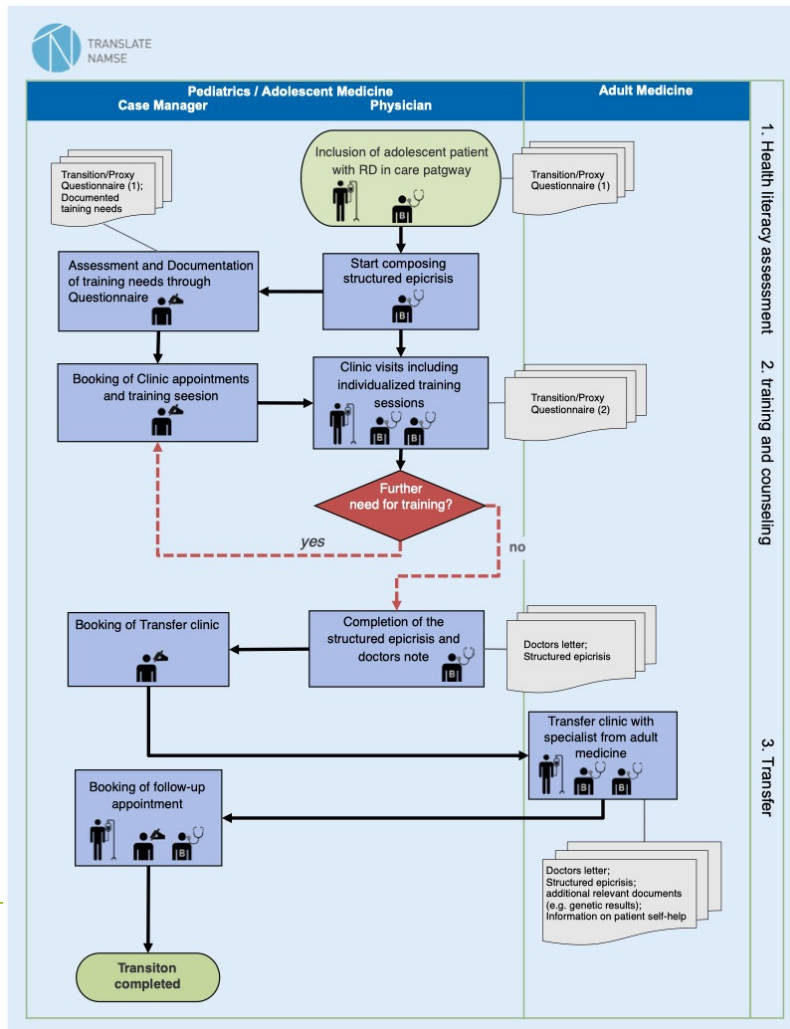 TRANSLATE
NAMSE
Pediatrics / Adolescent Medicine
Case Manager
Physician
Adult Medicine
1. Health literacy assessment
Inclusion of adolescent patient
with RD in care patgway
B
Transition/Proxy
Questionnaire (1);
Documented
taining needs
Transition/Proxy
Questionnaire (1)
Assessment and Documentation
of training needs through
Questionnaire
Start composing
structured epicrisis
B
2. training and counseling
Booking of Clinic appointments
and training seesion
Clinic visits including
individualized training
sessions
B
B
Transition/Proxy
Questionnaire (2)
Further
need for training?
yes
no
Booking of Transfer clinic
Completion of the
structured epicrisis and
doctors note
B
Doctors letter;
Structured epicrisis
3. Transfer
Transfer clinic with
specialist from adult
medicine
B
B
Booking of follow-up
appointment
B
Doctors letter;
Structured epicrisis;
additional relevant documents
(e.g. genetic results);
Information on patient self-help
Transiton
completed